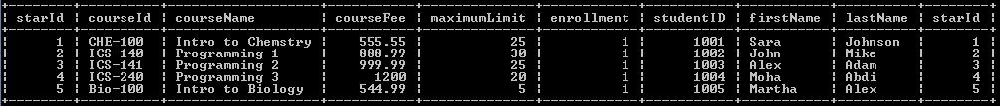 starId | courseId | courseName | courseFee | maximumLimit | enrollment | studentID | firstName | lastName | starId
1 | CHE-100 | Intro to Chemstry | 555.55 | 25 | 1 | 1001 | Sara | Johnson | 1
2 | ICS-140 | Programming 1 | 888.99 | 30 | 1 | 1002 | John | Mike | 2
3 | ICS-141 | Programming 2 | 999.99 | 25 | 1 | 1003 | Alex | Adam | 3
4 | ICS-240 | Programming 3 | 1200 | 20 | 1 | 1004 | Moha | Abdi | 4
5 | Bio-100 | Intro to Biology | 544.99 | 5 | 1 | 1005 | Martha | Alex | 5